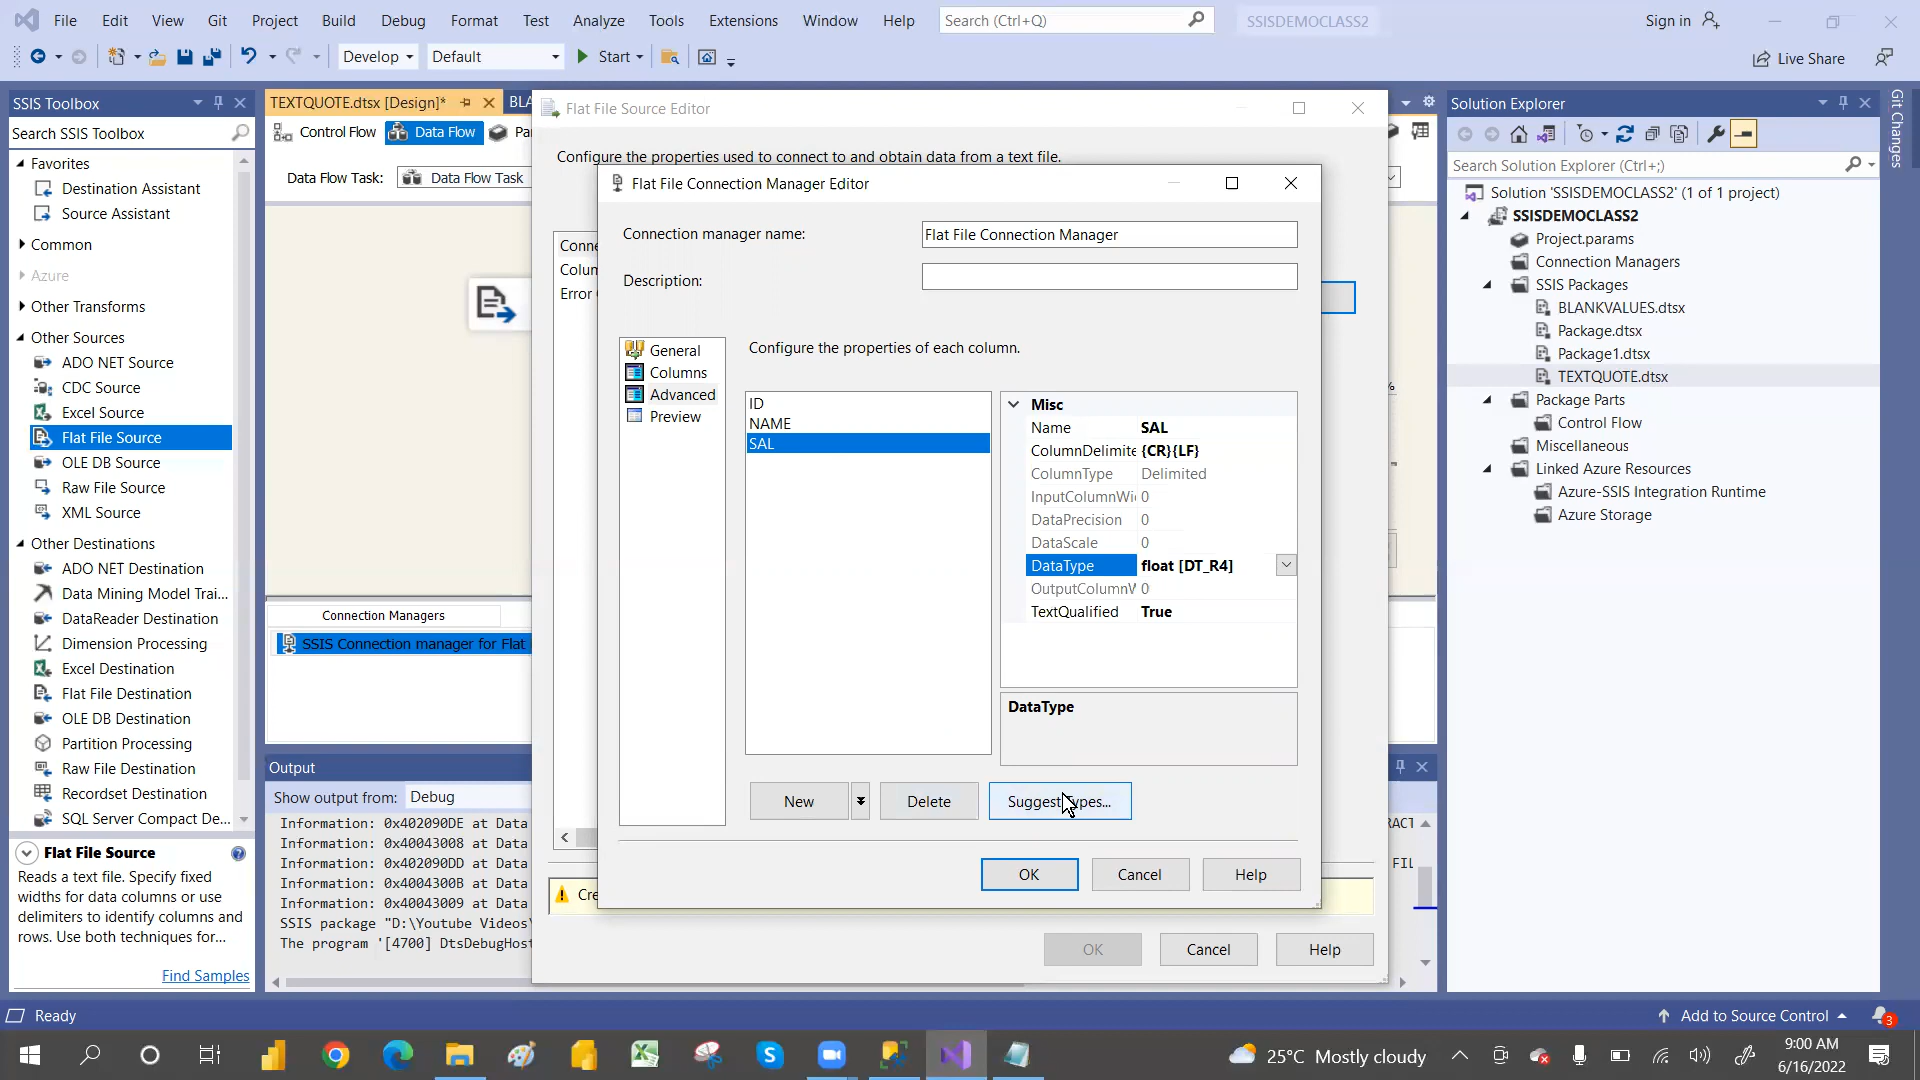 File Edit View Git Project Build Debug Format Test Analyze Tools Extensions Window Help Search (Ctrl+Q) SSISDEMOCLASS2 Sign in
Develop Default Start Live Share
SSIS Toolbox
Search SSIS Toolbox
Favorites
Destination Assistant
Source Assistant
Common
Azure
Other Transforms
Other Sources
ADO NET Source
CDC Source
Excel Source
Flat File Source
OLE DB Source
Raw File Source
XML Source
Other Destinations
ADO NET Destination
Data Mining Model Trai...
DataReader Destination
Dimension Processing
Excel Destination
Flat File Destination
OLE DB Destination
Partition Processing
Raw File Destination
Recordset Destination
SQL Server Compact De...
Flat File Source
Reads a text file. Specify fixed
widths for data columns or use
delimiters to identify columns and
rows. Use both techniques for...
Find Samples
TEXTQUOTE.dtsx [Design]* BLA
Control Flow Data Flow Pa
Data Flow Task: Data Flow Task
Connection Managers
SSIS Connection manager for Flat
Output
Show output from: Debug
Information: 0x402090DE at Data
Information: 0x40043008 at Data
Information: 0x402090DD at Data
Information: 0x4004300B at Data
Information: 0x40043009 at Data
SSIS package "D:\Youtube Videos\
The program '[4700] DtsDebugHost
RACT
FIL
Flat File Source Editor
Configure the properties used to connect to and obtain data from a text file.
Conne
Colum
Error
Cre
OK Cancel Help
Flat File Connection Manager Editor
Connection manager name: Flat File Connection Manager
Description:
General
Columns
Advanced
Preview
Configure the properties of each column.
ID
NAME
SAL
Misc
Name SAL
ColumnDelimite {CR}{LF}
ColumnType Delimited
InputColumnWi 0
DataPrecision 0
DataScale 0
DataType float [DT_R4]
OutputColumnW 0
TextQualified True
DataType
New Delete Suggest Types...
OK Cancel Help
Solution Explorer
Search Solution Explorer (Ctrl+;)
Solution 'SSISDEMOCLASS2' (1 of 1 project)
SSISDEMOCLASS2
Project.params
Connection Managers
SSIS Packages
BLANKVALUES.dtsx
Package.dtsx
Package1.dtsx
TEXTQUOTE.dtsx
Package Parts
Control Flow
Miscellaneous
Linked Azure Resources
Azure-SSIS Integration Runtime
Azure Storage
Git Changes
Ready Add to Source Control 3
25°C Mostly cloudy
9:00 AM
6/16/2022